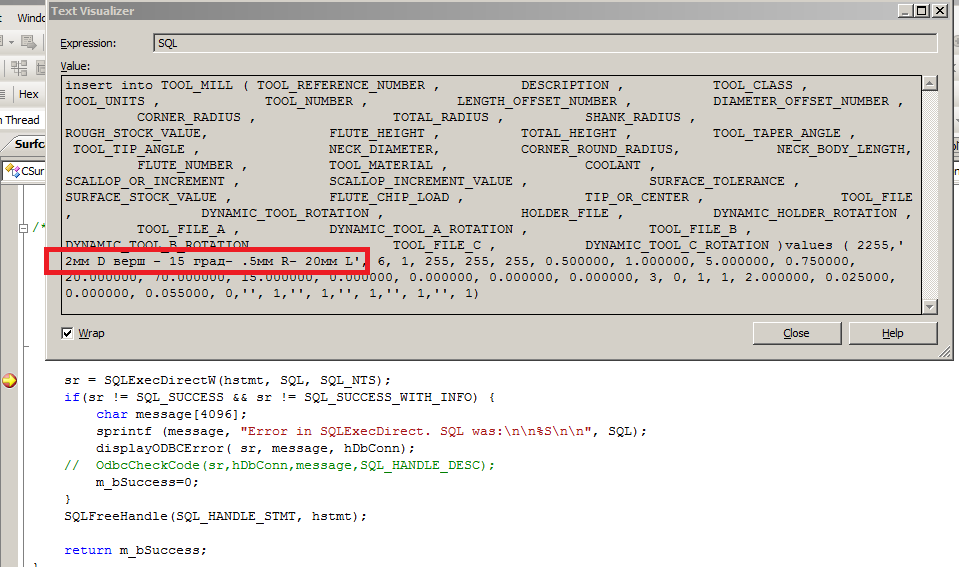 Windo
Text Visualizer
Expression:
SQL
Value:
Hex
n Thread
Surfca
CSur
insert into TOOL_MILL ( TOOL_REFERENCE_NUMBER , DESCRIPTION , TOOL_CLASS ,
TOOL_UNITS , TOOL_NUMBER , LENGTH_OFFSET_NUMBER , DIAMETER_OFFSET_NUMBER ,
CORNER_RADIUS , TOTAL_RADIUS , SHANK_RADIUS ,
ROUGH_STOCK_VALUE, FLUTE_HEIGHT , TOTAL_HEIGHT , TOOL_TAPER_ANGLE ,
TOOL_TIP_ANGLE , NECK_DIAMETER, CORNER_ROUND_RADIUS, NECK_BODY_LENGTH,
FLUTE_NUMBER , TOOL_MATERIAL , COOLANT ,
SCALLOP_OR_INCREMENT , SCALLOP_INCREMENT_VALUE , SURFACE_TOLERANCE ,
SURFACE_STOCK_VALUE , FLUTE_CHIP_LOAD , TIP_OR_CENTER , TOOL_FILE
, DYNAMIC_TOOL_ROTATION , HOLDER_FILE , DYNAMIC_HOLDER_ROTATION ,
TOOL_FILE_A , DYNAMIC_TOOL_A_ROTATION , TOOL_FILE_B ,
DYNAMIC_TOOL_B_ROTATION TOOL_FILE_C , DYNAMIC_TOOL_C_ROTATION )values ( 2255,'
2мм D верш - 15 град- .5мм R- 20мм L', 6, 1, 255, 255, 255, 0.500000, 1.000000, 5.000000, 0.750000,
20.000000, 70.000000, 15.000000, 0.000000, 0.000000, 0.000000, 0.000000, 3, 0, 1, 1, 2.000000, 0.025000,
0.000000, 0.055000, 0,'', 1,'', 1,'', 1,'', 1,'', 1)
Wrap
Close
Help
/*
sr = SQLExecDirectW(hstmt, SQL, SQL_NTS);
if(sr != SQL_SUCCESS && sr != SQL_SUCCESS_WITH_INFO) {
char message[4096];
sprintf (message, "Error in SQLExecDirect. SQL was:\n\n%S\n\n", SQL);
displayODBCError( sr, message, hDbConn);
// OdbcCheckCode(sr,hDbConn,message,SQL_HANDLE_DESC);
m_bSuccess=0;
}
SQLFreeHandle(SQL_HANDLE_STMT, hstmt);
return m_bSuccess;